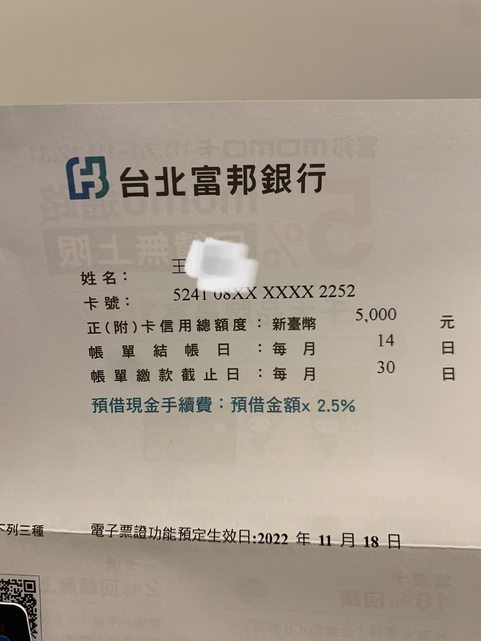 台北富邦銀行
姓名： 王
卡號： 5241 08XX XXXX 2252
正(附)卡信用總額度：新臺幣 5,000 元
帳單結帳日：每月 14 日
帳單繳款截止日：每月 30 日
預借現金手續費：預借金額x 2.5%
下列三種
電子票證功能預定生效日:2022 年 11 月 18 日